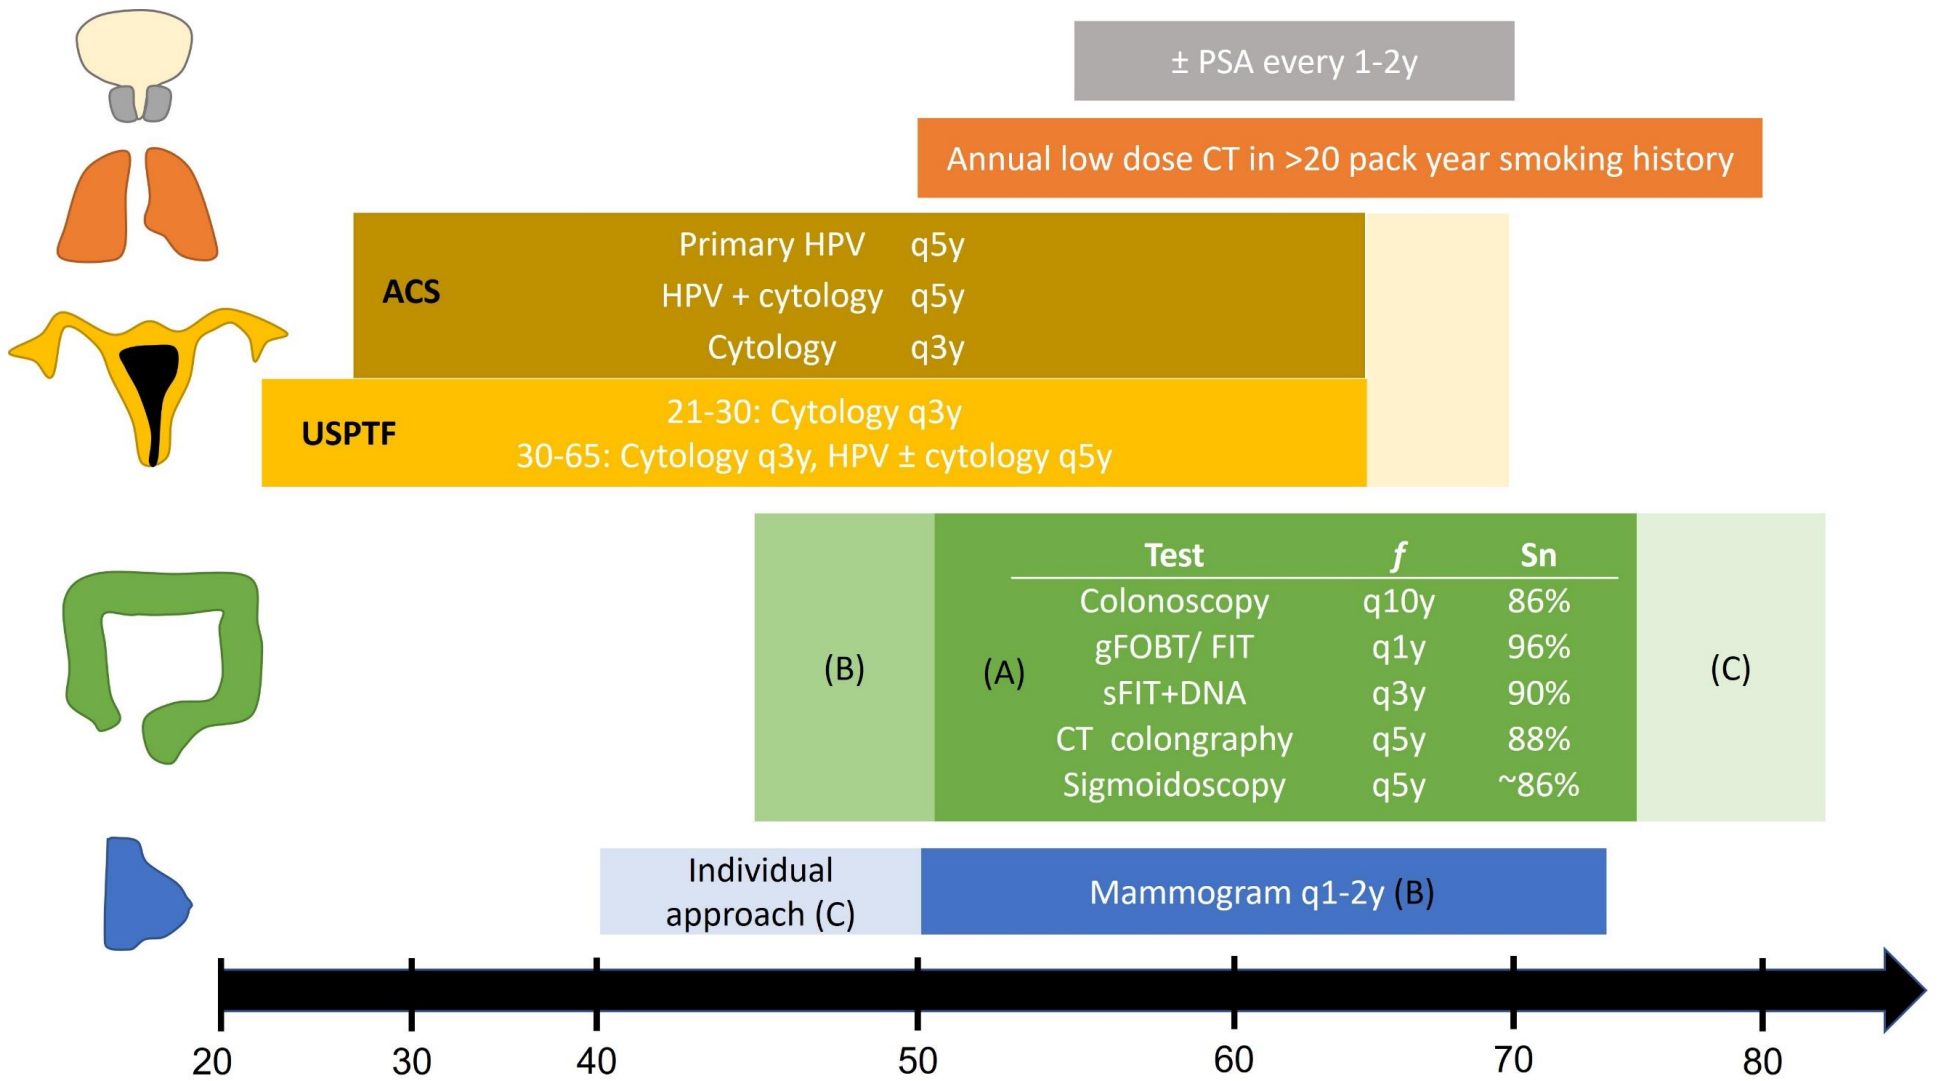 ± PSA every 1-2y
Annual low dose CT in >20 pack year smoking history
ACS
Primary HPV q5y
HPV + cytology q5y
Cytology q3y
USPTF
21-30: Cytology q3y
30-65: Cytology q3y, HPV ± cytology q5y
(B)
(A)
Test f Sn
Colonoscopy q10y 86%
gFOBT/ FIT q1y 96%
sFIT+DNA q3y 90%
CT colongraphy q5y 88%
Sigmoidoscopy q5y ~86%
(C)
Individual
approach (C)
Mammogram q1-2y (B)
20 30 40 50 60 70 80